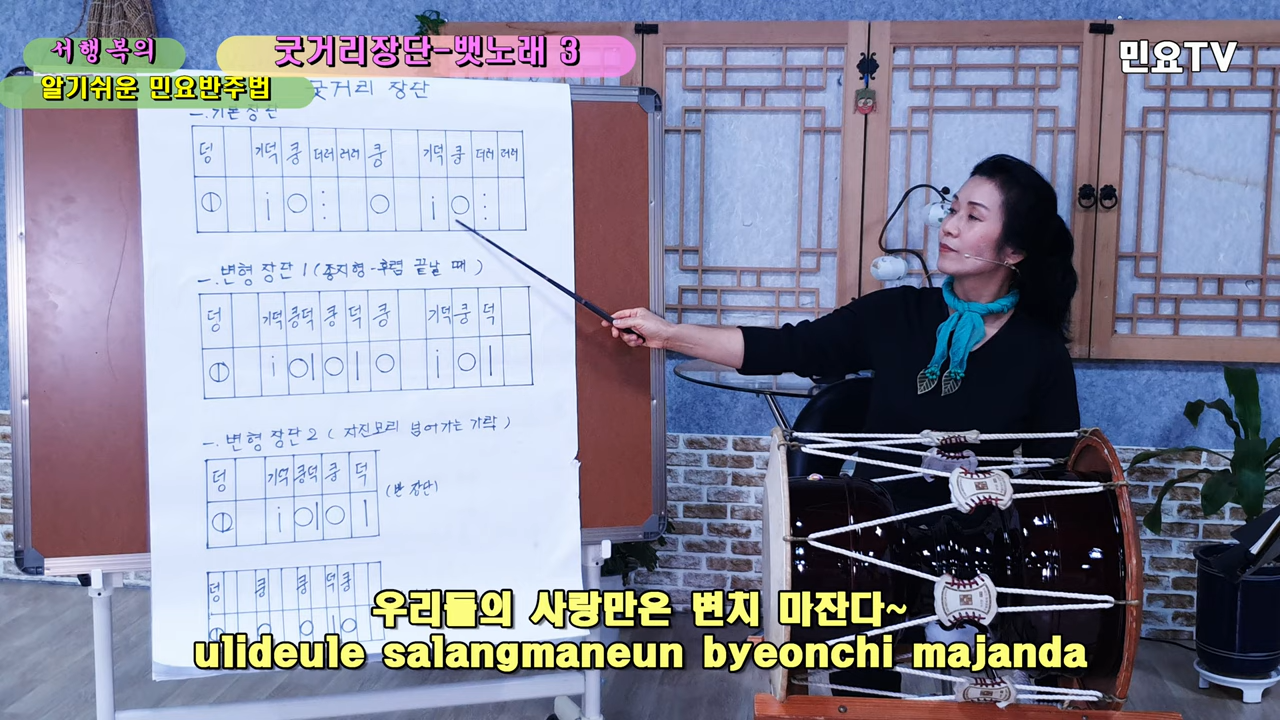 서행복의
굿거리장단-뱃노래 3
민요TV
알기쉬운 민요반주법
굿거리 장단
一.기본장단
덩 기덕 쿵 더러 러러 쿵 기덕 쿵 더러 러러
一.변형 장단 1 (종지형-후렴 끝날 때)
덩 기덕 쿵덕 쿵 덕 쿵 기덕 쿵 덕
一.변형 장단 2 (자진모리 넘어가는 가락)
덩 기덕 쿵덕 쿵 덕
(반 장단)
덩 쿵 쿵 덕쿵
우리들의 사랑만은 변치 마잔다~
ulideule salangmaneun byeonchi majanda